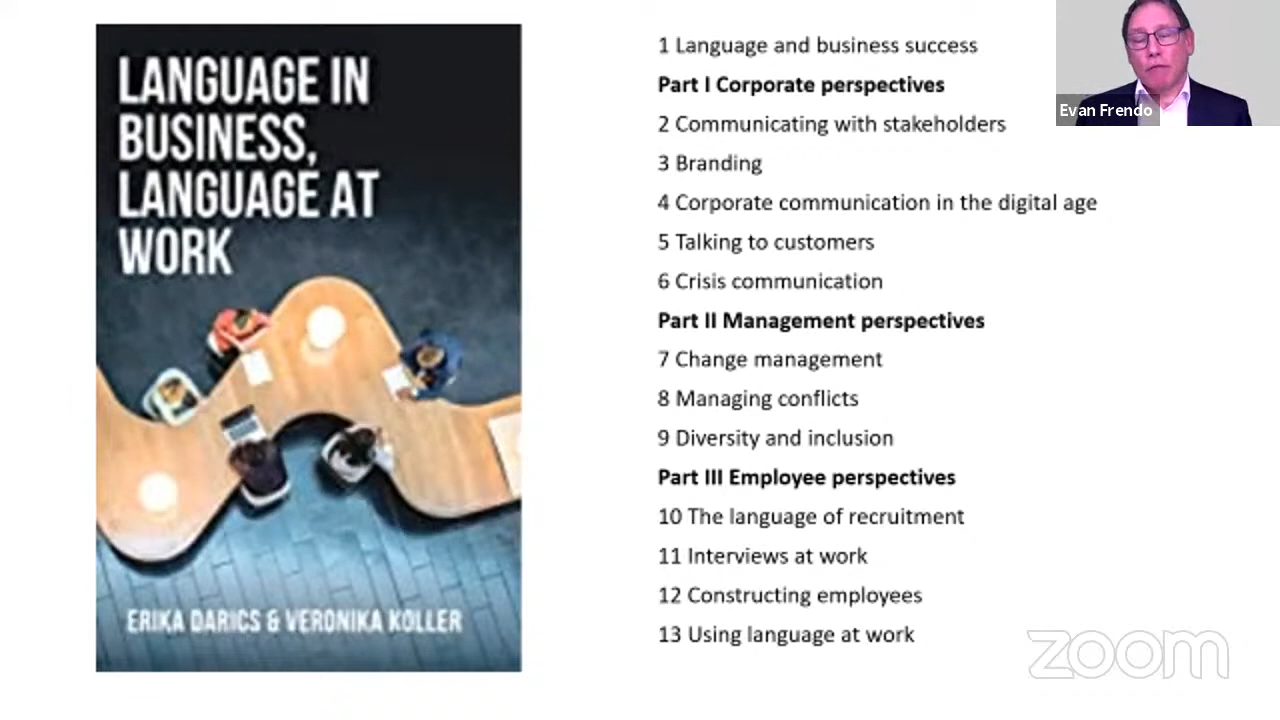 LANGUAGE IN
BUSINESS,
LANGUAGE AT
WORK
ERIKA DARICS & VERONIKA KOLLER
1 Language and business success
Part I Corporate perspectives
2 Communicating with stakeholders
3 Branding
4 Corporate communication in the digital age
5 Talking to customers
6 Crisis communication
Part II Management perspectives
7 Change management
8 Managing conflicts
9 Diversity and inclusion
Part III Employee perspectives
10 The language of recruitment
11 Interviews at work
12 Constructing employees
13 Using language at work
Evan Frendo
zoom